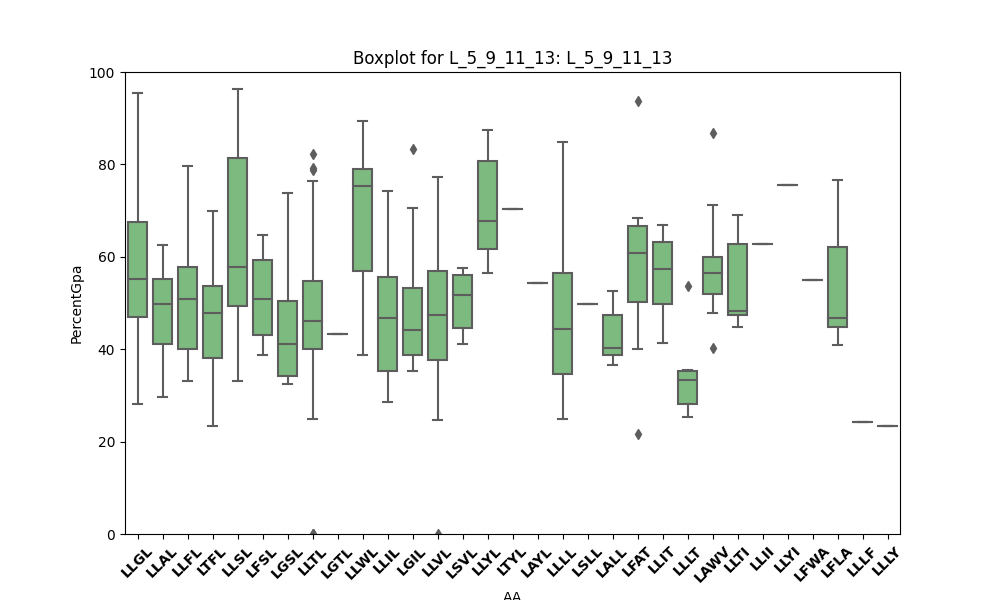 Boxplot for L_5_9_11_13: L_5_9_11_13
100
80
60
40
20
0
PercentGpa
LLGL LLAL LLFL LTFL LLSL LFSL LGSL LLTL LGTL LLWL LLIL LGIL LLVL LSVL LLYL LTYL LAYL LLLL LSLL LALL LFAT LLIT LLLT LAWV LLTI LLII LLYI LFWA LFLA LLLF LLLY
AA